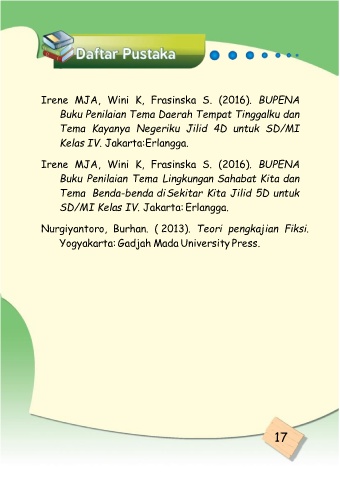 Daftar Pustaka
Irene MJA, Wini K, Frasinska S. (2016). BUPENA
Buku Penilaian Tema Daerah Tempat Tinggalku dan
Tema Kayanya Negeriku Jilid 4D untuk SD/MI
Kelas IV. Jakarta:Erlangga.
Irene MJA, Wini K, Frasinska S. (2016). BUPENA
Buku Penilaian Tema Lingkungan Sahabat Kita dan
Tema Benda-benda di Sekitar Kita Jilid 5D untuk
SD/MI Kelas IV. Jakarta: Erlangga.
Nurgiyantoro, Burhan. ( 2013). Teori pengkajian Fiksi.
Yogyakarta: Gadjah Mada University Press.
17